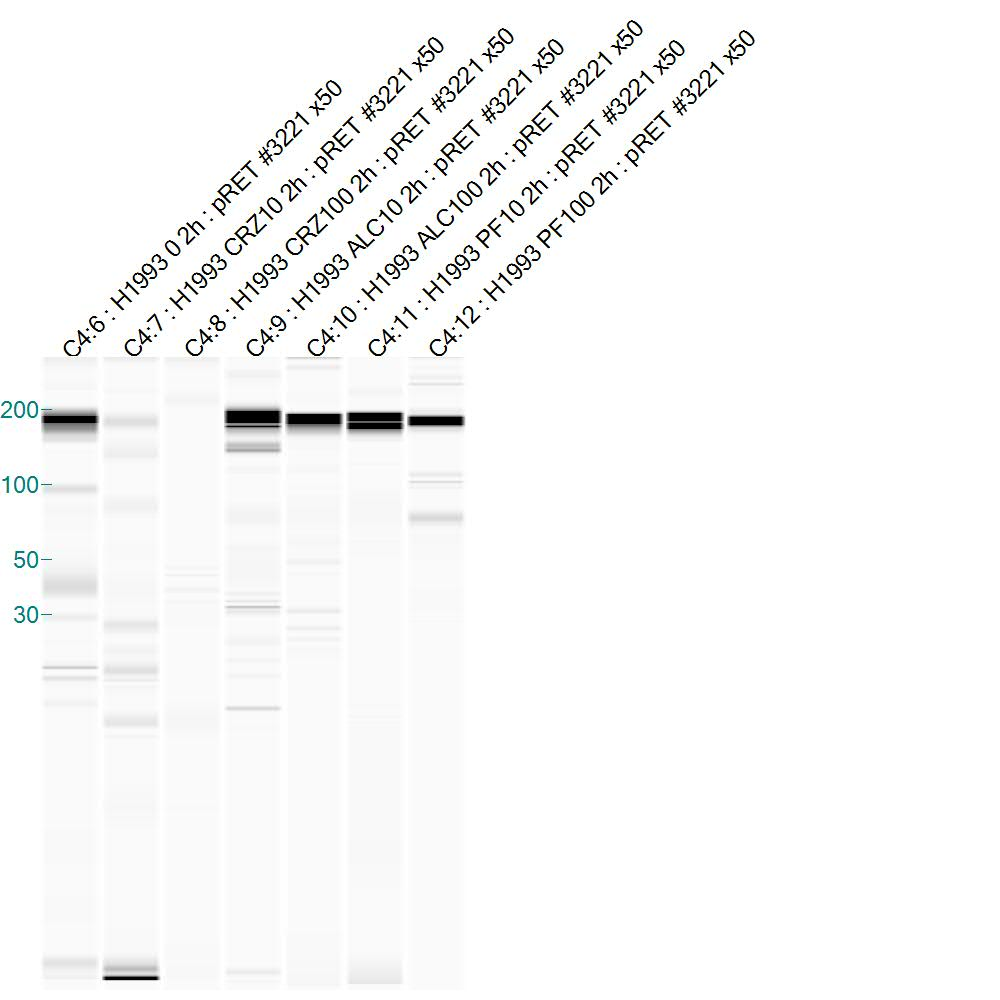 C4:6 : H1993 0 2h : pRET #3221 x50
C4:7 : H1993 CRZ10 2h : pRET #3221 x50
C4:8 : H1993 CRZ100 2h : pRET #3221 x50
C4:9 : H1993 ALC10 2h : pRET #3221 x50
C4:10 : H1993 ALC100 2h : pRET #3221 x50
C4:11 : H1993 PF10 2h : pRET #3221 x50
C4:12 : H1993 PF100 2h : pRET #3221 x50
200
100
50
30